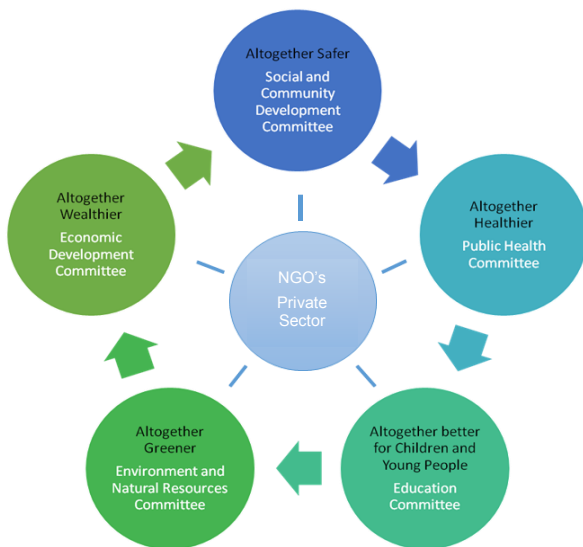 Altogether Safer
Social and
Community
Development
Committee
Altogether
Healthier
Public Health
Committee
Altogether better
for Children and
Young People
Education
Committee
Altogether
Greener
Environment and
Natural Resources
Committee
Altogether
Wealthier
Economic
Development
Committee
NGO's
Private
Sector